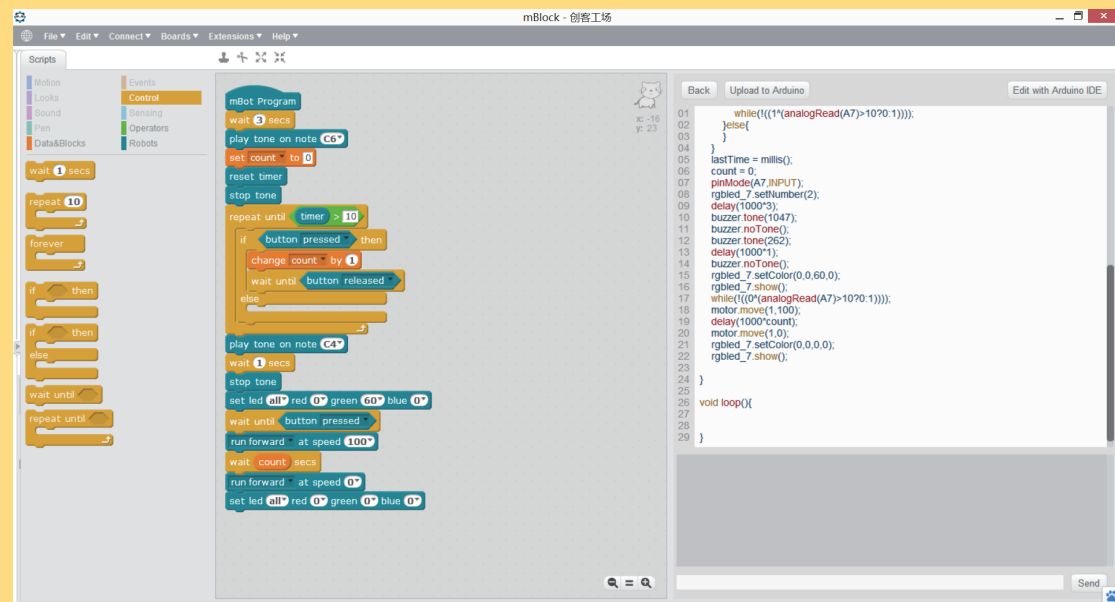 mBlock - 创客工场
File Edit Connect Boards Extensions Help
Scripts
Motion
Looks
Sound
Pen
Data&Blocks
Events
Control
Sensing
Operators
Robots
wait 1 secs
repeat 10
forever
if then
if then
else
wait until
repeat until
mBot Program
wait 3 secs
play tone on note C6
set count to 0
reset timer
stop tone
repeat until timer > 10
if button pressed then
change count by 1
wait until button released
else
play tone on note C4
wait 1 secs
stop tone
set led all red 0 green 60 blue 0
wait until button pressed
run forward at speed 100
wait count secs
run forward at speed 0
set led all red 0 green 0 blue 0
x: -16
y: 23
Back Upload to Arduino Edit with Arduino IDE
01 while(!((1^(analogRead(A7)>10?0:1))));
02 }else{
03 }
04 }
05 lastTime = millis();
06 count = 0;
07 pinMode(A7,INPUT);
08 rgbled_7.setNumber(2);
09 delay(1000*3);
10 buzzer.tone(1047);
11 buzzer.noTone();
12 buzzer.tone(262);
13 delay(1000*1);
14 buzzer.noTone();
15 rgbled_7.setColor(0,0,60,0);
16 rgbled_7.show();
17 while(!((0^(analogRead(A7)>10?0:1))));
18 motor.move(1,100);
19 delay(1000*count);
20 motor.move(1,0);
21 rgbled_7.setColor(0,0,0,0);
22 rgbled_7.show();
23
24 }
25
26 void loop(){
27
28
29 }
Send